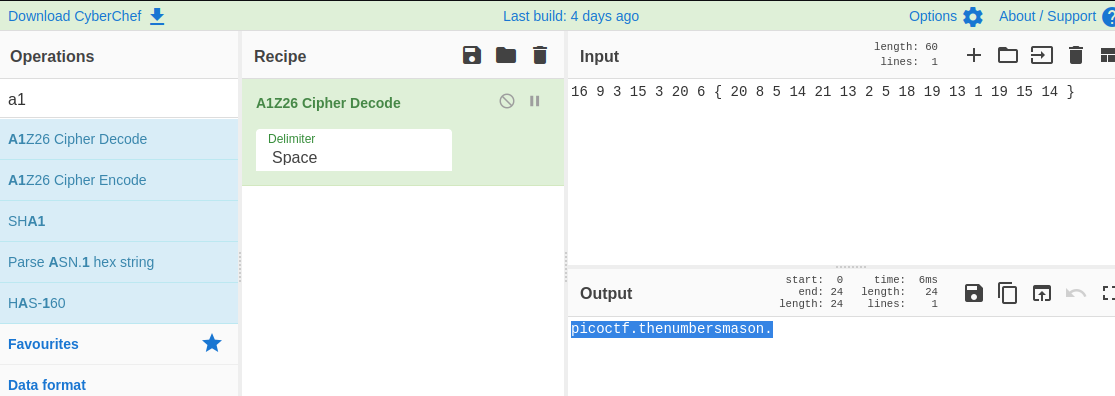 Download CyberChef
Last build: 4 days ago
Options
About / Support
Operations
a1
A1Z26 Cipher Decode
A1Z26 Cipher Encode
SHA1
Parse ASN.1 hex string
HAS-160
Favourites
Data format
Recipe
A1Z26 Cipher Decode
Delimiter
Space
Input
length: 60
lines: 1
16 9 3 15 3 20 6 { 20 8 5 14 21 13 2 5 18 19 13 1 19 15 14 }
Output
start: 0 time: 6ms
end: 24 length: 24
length: 24 lines: 1
picoctf.thenumbersmason.